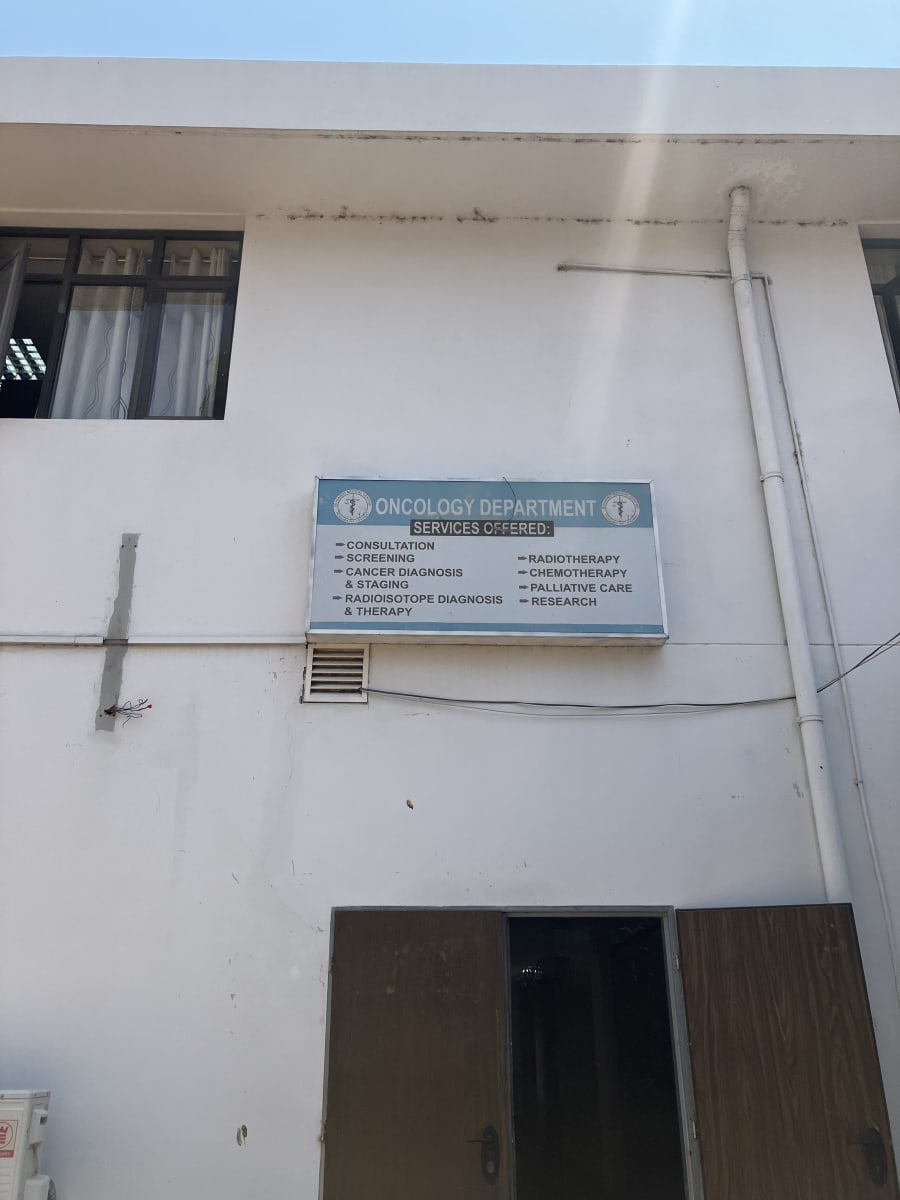 ONCOLOGY DEPARTMENT
SERVICES OFFERED:
➨CONSULTATION
➨SCREENING
➨CANCER DIAGNOSIS
& STAGING
➨RADIOISOTOPE DIAGNOSIS
& THERAPY
➨RADIOTHERAPY
➨CHEMOTHERAPY
➨PALLIATIVE CARE
➨RESEARCH